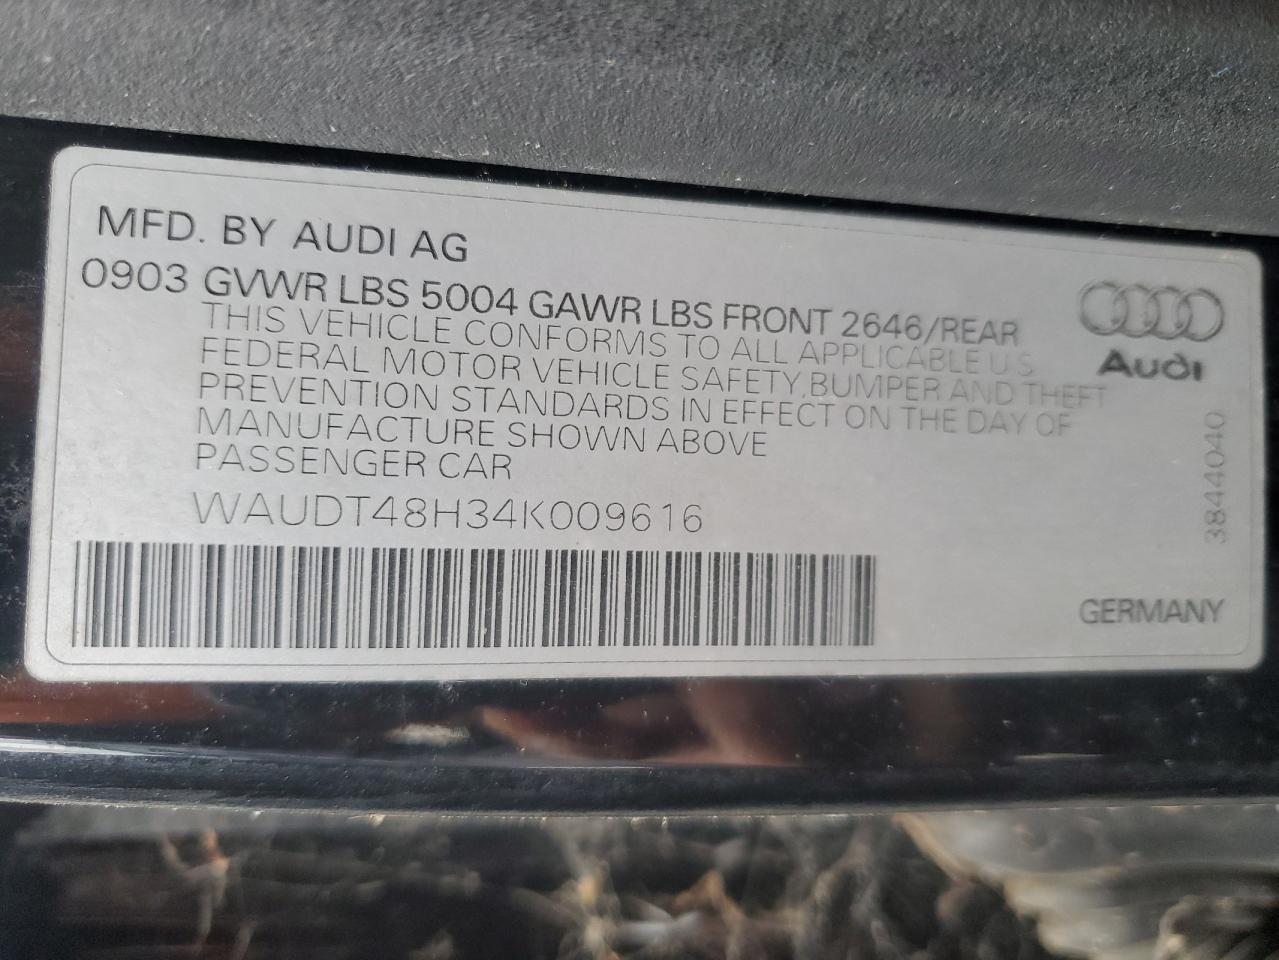 MFD. BY AUDI AG
0903 GVWR LBS 5004 GAWR LBS FRONT 2646/REAR
THIS VEHICLE CONFORMS TO ALL APPLICABLE U.S.
FEDERAL MOTOR VEHICLE SAFETY, BUMPER AND THEFT
PREVENTION STANDARDS IN EFFECT ON THE DAY OF
MANUFACTURE SHOWN ABOVE
PASSENGER CAR
WAUDT48H34K009616
Audi
3844040
GERMANY